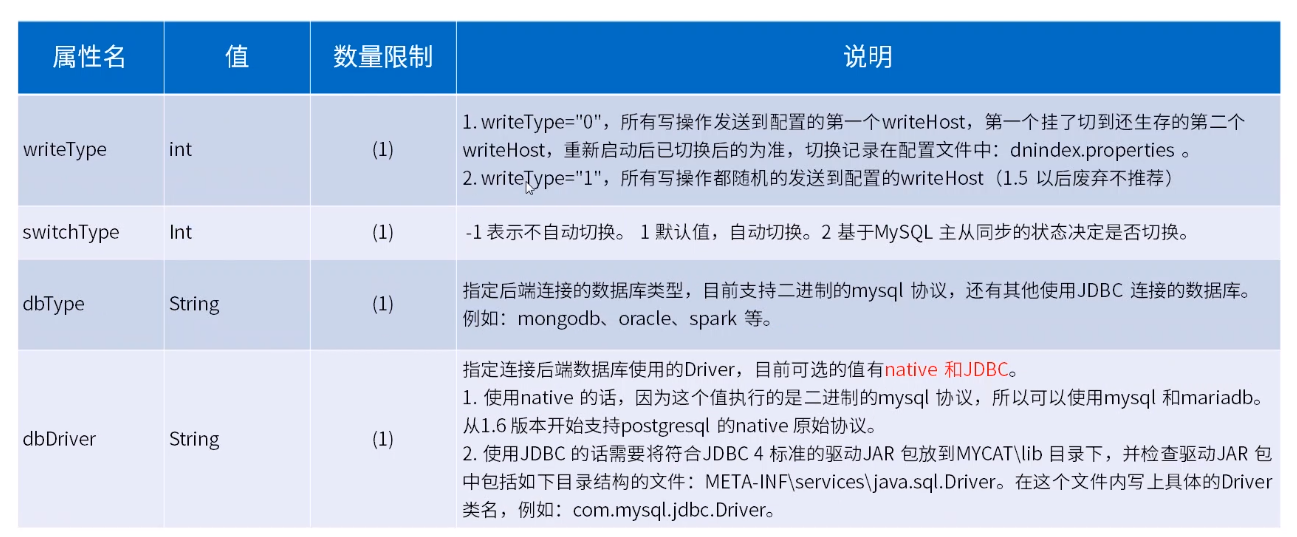 属性名 值 数量限制 说明
writeType int (1)
1. writeType="0"，所有写操作发送到配置的第一个writeHost，第一个挂了切到还生存的第二个
writeHost，重新启动后已切换后的为准，切换记录在配置文件中：dnindex.properties 。
2. writeType="1"，所有写操作都随机的发送到配置的writeHost（1.5 以后废弃不推荐）
switchType Int (1) -1 表示不自动切换。 1 默认值，自动切换。2 基于MySQL 主从同步的状态决定是否切换。
dbType String (1)
指定后端连接的数据库类型，目前支持二进制的mysql 协议，还有其他使用JDBC 连接的数据库。
例如：mongodb、oracle、spark 等。
dbDriver String (1)
指定连接后端数据库使用的Driver，目前可选的值有native 和JDBC。
1. 使用native 的话，因为这个值执行的是二进制的mysql 协议，所以可以使用mysql 和mariadb。
从1.6 版本开始支持postgresql 的native 原始协议。
2. 使用JDBC 的话需要将符合JDBC 4 标准的驱动JAR 包放到MYCAT\lib 目录下，并检查驱动JAR 包
中包括如下目录结构的文件：META-INF\services\java.sql.Driver。在这个文件内写上具体的Driver
类名，例如：com.mysql.jdbc.Driver。